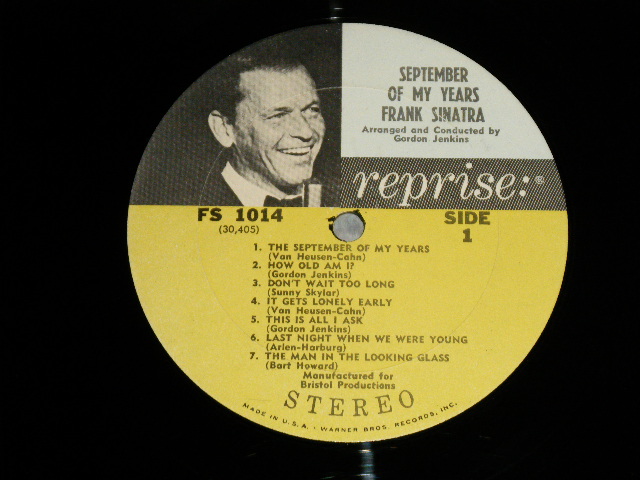 SEPTEMBER
OF MY YEARS
FRANK SINATRA
Arranged and Conducted by
Gordon Jenkins
reprise:®
FS 1014
(30,405)
SIDE
1
1. THE SEPTEMBER OF MY YEARS
(Van Heusen-Cahn)
2. HOW OLD AM I?
(Gordon Jenkins)
3. DON'T WAIT TOO LONG
(Sunny Skylar)
4. IT GETS LONELY EARLY
(Van Heusen-Cahn)
5. THIS IS ALL I ASK
(Gordon Jenkins)
6. LAST NIGHT WHEN WE WERE YOUNG
(Arlen-Harburg)
7. THE MAN IN THE LOOKING GLASS
(Bart Howard)
Manufactured for
Bristol Productions
STEREO
MADE IN U.S.A. • WARNER BROS. RECORDS, INC.